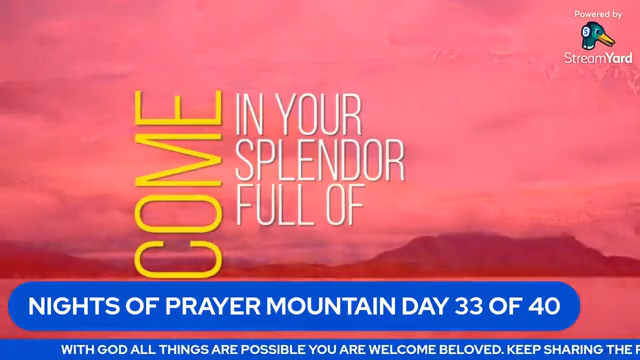 Powered by
StreamYard
COME
IN YOUR
SPLENDOR
FULL OF
NIGHTS OF PRAYER MOUNTAIN DAY 33 OF 40
WITH GOD ALL THINGS ARE POSSIBLE YOU ARE WELCOME BELOVED. KEEP SHARING THE